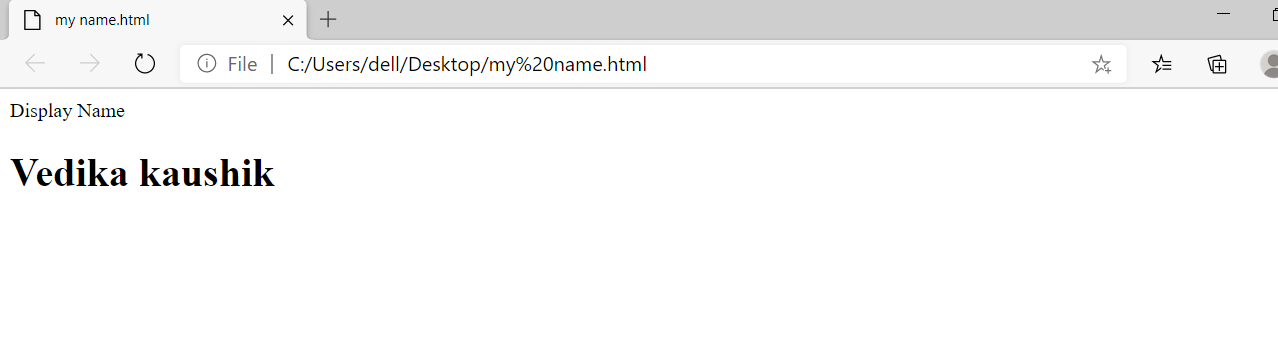 my name.html
File | C:/Users/dell/Desktop/my%20name.html
Display Name
Vedika kaushik